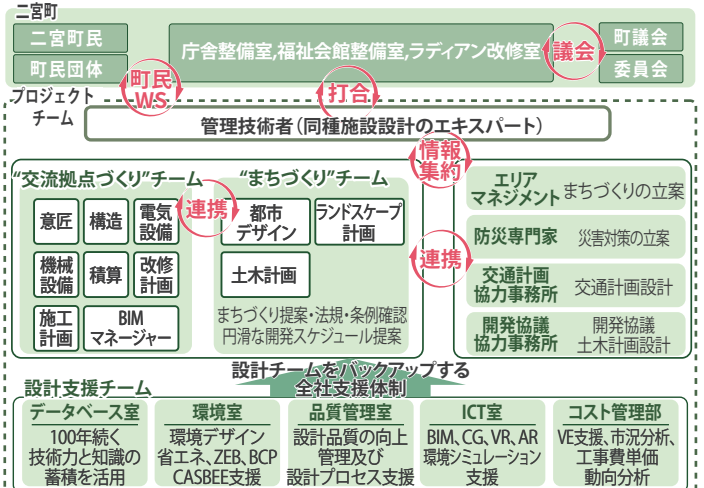 二宮町
二宮町民
町民団体
庁舎整備室,福祉会館整備室,ラディアン改修室
議会
町議会
委員会
町民
WS
打合
プロジェクト
チーム
管理技術者（同種施設設計のエキスパート）
情報
集約
“交流拠点づくり”チーム
意匠
構造
電気
設備
機械
設備
積算
改修
計画
施工
計画
BIM
マネージャー
連携
“まちづくり”チーム
都市
デザイン
ランドスケープ
計画
土木計画
まちづくり提案・法規・条例確認
円滑な開発スケジュール提案
連携
エリア
マネジメント
まちづくりの立案
防災専門家
災害対策の立案
交通計画
協力事務所
交通計画設計
開発協議
協力事務所
開発協議
土木計画設計
設計チームをバックアップする
全社支援体制
設計支援チーム
データベース室
100年続く
技術力と知識の
蓄積を活用
環境室
環境デザイン
省エネ、ZEB、BCP
CASBEE支援
品質管理室
設計品質の向上
管理及び
設計プロセス支援
ICT室
BIM、CG、VR、AR
環境シミュレーション
支援
コスト管理部
VE支援、市況分析、
工事費単価
動向分析